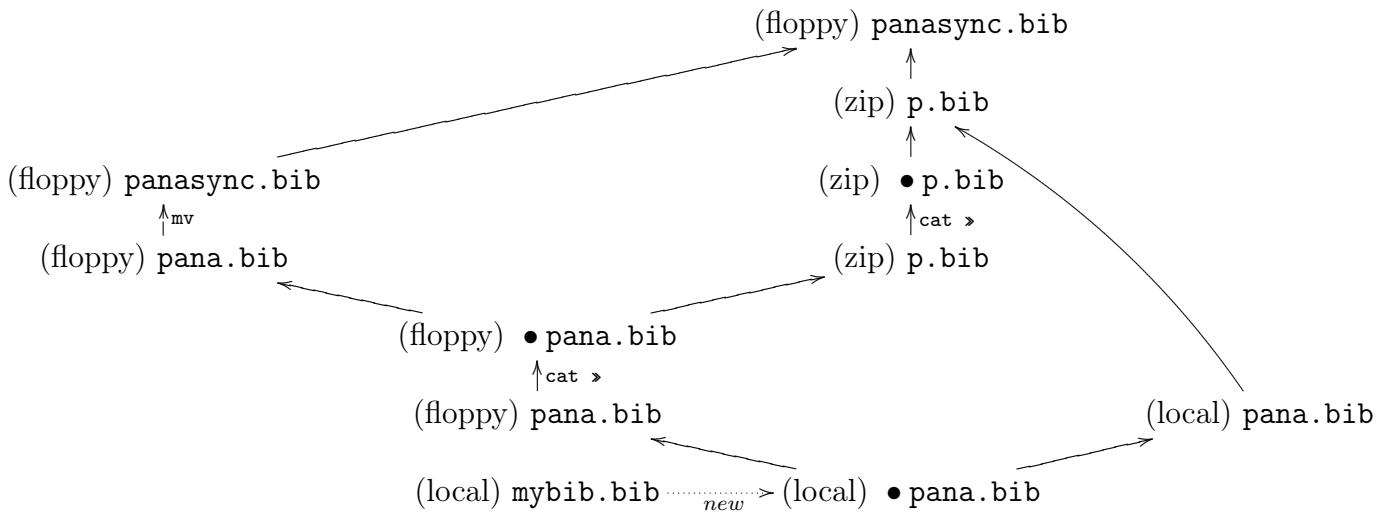 (floppy) panasync.bib
(zip) p.bib
(floppy) panasync.bib
(zip) • p.bib
mv
cat ≫
(floppy) pana.bib
(zip) p.bib
(floppy) • pana.bib
cat ≫
(floppy) pana.bib
(local) pana.bib
(local) mybib.bib
new
(local) • pana.bib